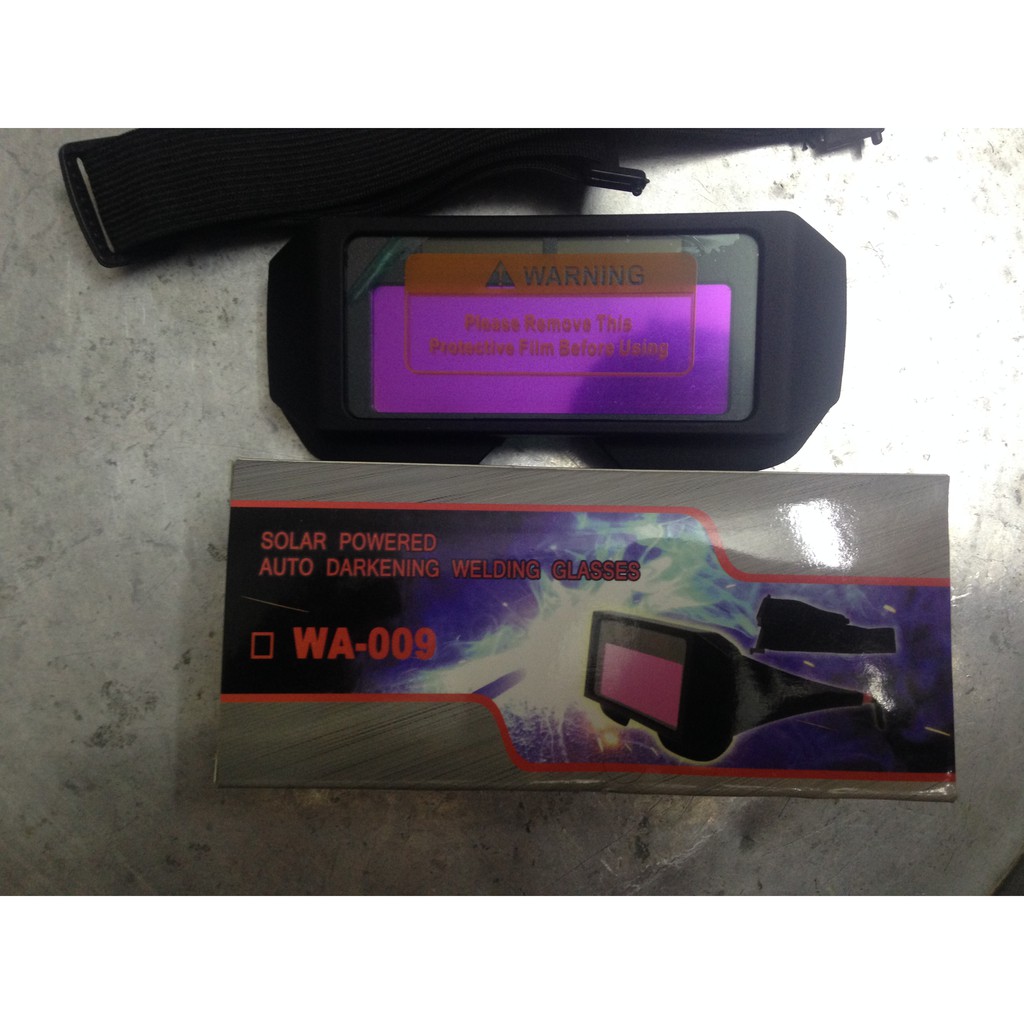 WARNING
Please Remove This
Protective Film Before Using
SOLAR POWERED
AUTO DARKENING WELDING GLASSES
WA-009